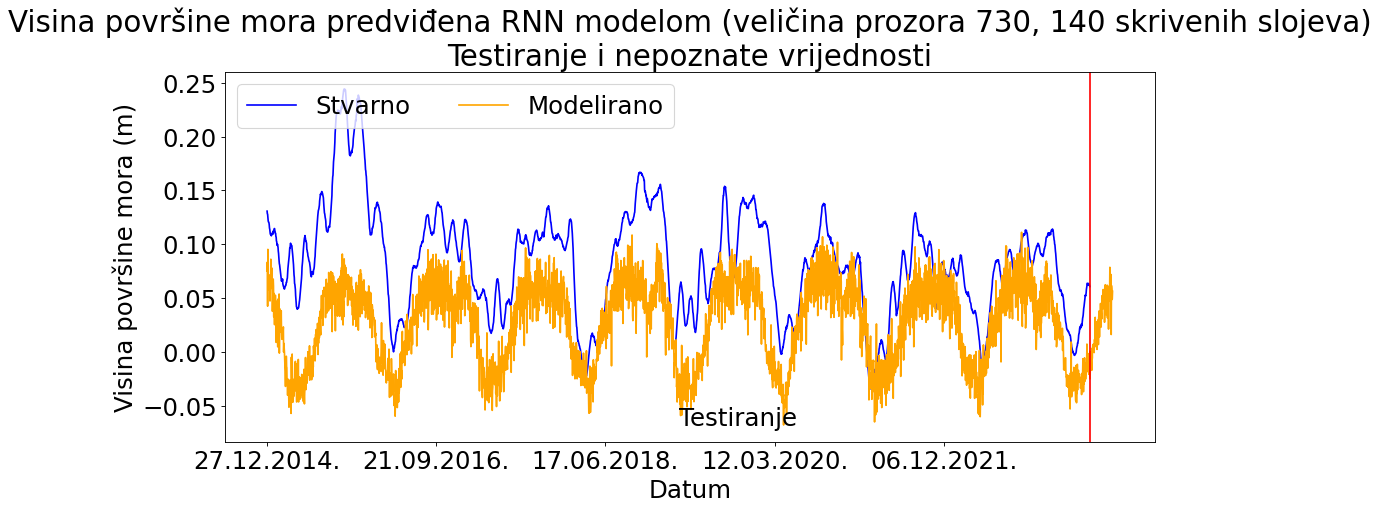 Visina površine mora predviđena RNN modelom (veličina prozora 730, 140 skrivenih slojeva)
Testiranje i nepoznate vrijednosti
Stvarno
Modelirano
Visina površine mora (m)
0.25
0.20
0.15
0.10
0.05
0.00
−0.05
Testiranje
27.12.2014.
21.09.2016.
17.06.2018.
12.03.2020.
06.12.2021.
Datum